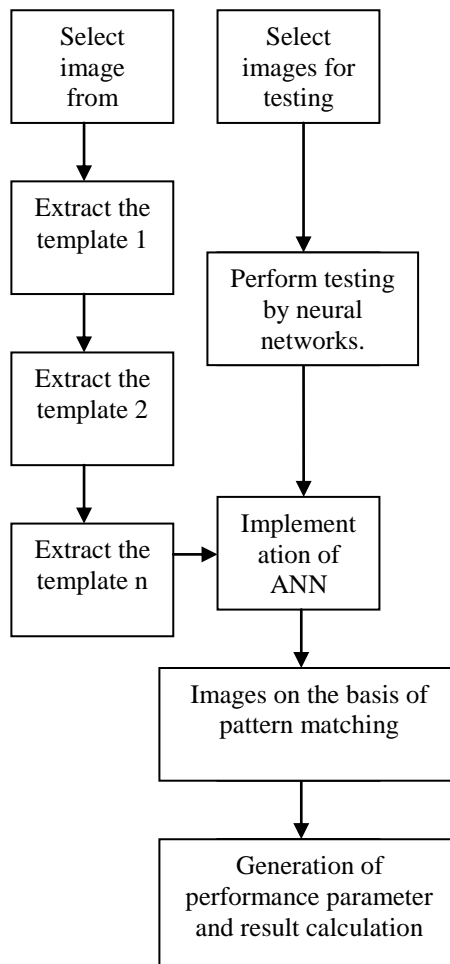 Select
image
from
Select
images for
testing
Extract the
template 1
Perform testing
by neural
networks.
Extract the
template 2
Extract the
template n
Implement
ation of
ANN
Images on the basis of
pattern matching
Generation of
performance parameter
and result calculation